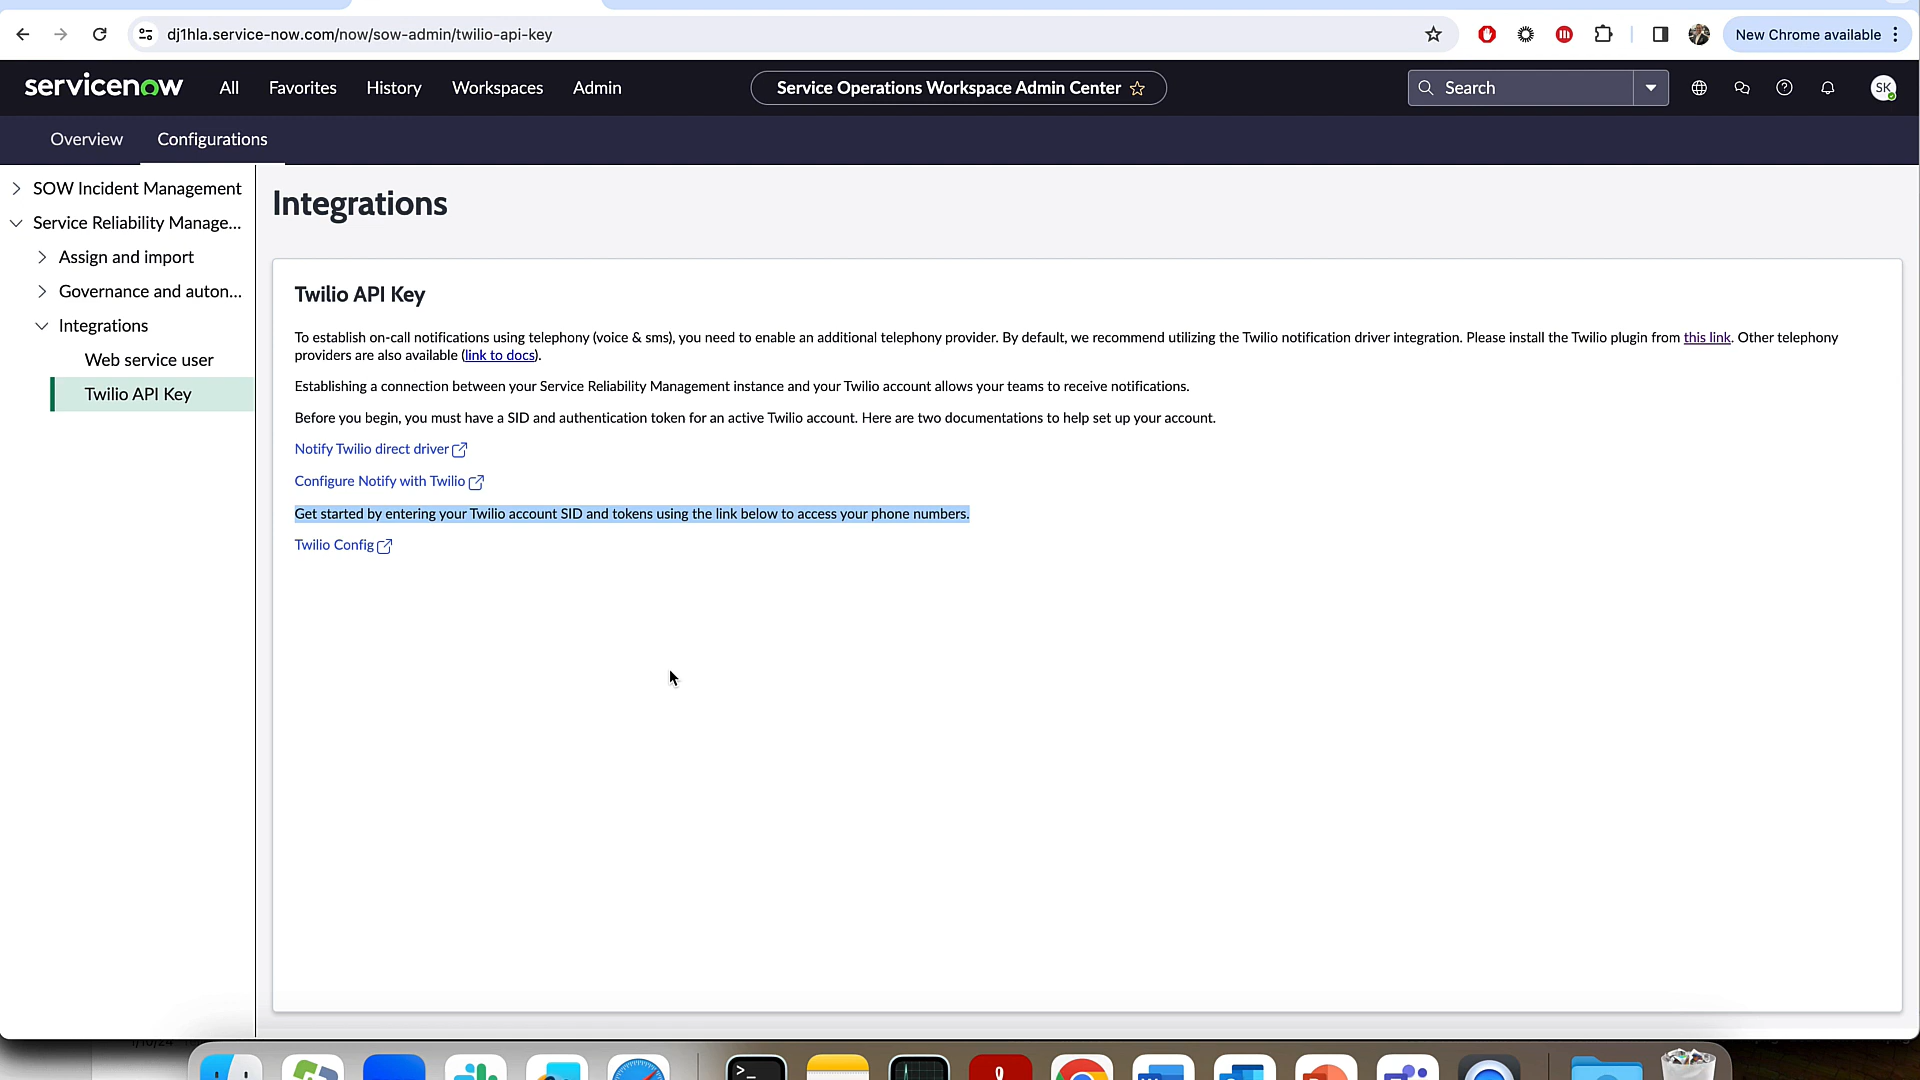 dj1hla.service-now.com/now/sow-admin/twilio-api-key
New Chrome available
servicenow
All
Favorites
History
Workspaces
Admin
Service Operations Workspace Admin Center
Search
SK
Overview
Configurations
SOW Incident Management
Service Reliability Manage...
Assign and import
Governance and auton...
Integrations
Web service user
Twilio API Key
Integrations
Twilio API Key
To establish on-call notifications using telephony (voice & sms), you need to enable an additional telephony provider. By default, we recommend utilizing the Twilio notification driver integration. Please install the Twilio plugin from this link. Other telephony
providers are also available (link to docs).
Establishing a connection between your Service Reliability Management instance and your Twilio account allows your teams to receive notifications.
Before you begin, you must have a SID and authentication token for an active Twilio account. Here are two documentations to help set up your account.
Notify Twilio direct driver
Configure Notify with Twilio
Get started by entering your Twilio account SID and tokens using the link below to access your phone numbers.
Twilio Config